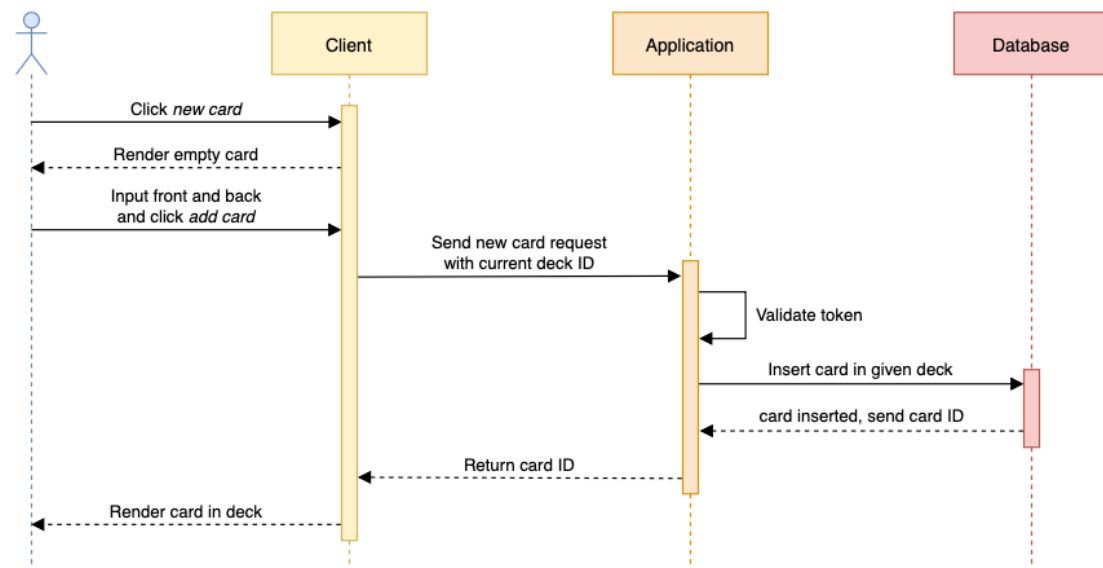 Client
Application
Database
Click new card
Render empty card
Input front and back
and click add card
Send new card request
with current deck ID
Validate token
Insert card in given deck
card inserted, send card ID
Return card ID
Render card in deck